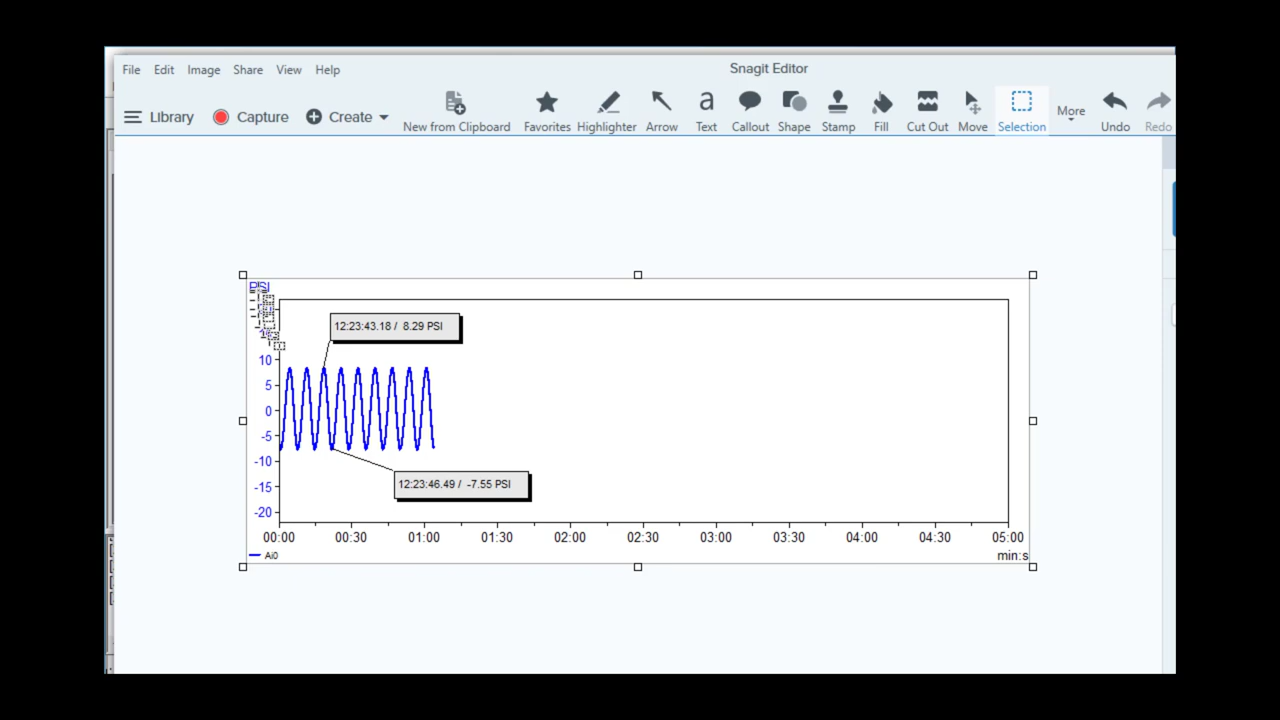 File Edit Image Share View Help
Snagit Editor
Library Capture Create
New from Clipboard Favorites Highlighter Arrow Text Callout Shape Stamp Fill Cut Out Move Selection More Undo Redo
PSI
12:23:43.18 / 8.29 PSI
10
5
0
-5
-10
-15
-20
12:23:46.49 / -7.55 PSI
00:00 00:30 01:00 01:30 02:00 02:30 03:00 03:30 04:00 04:30 05:00
Ai0
min:s